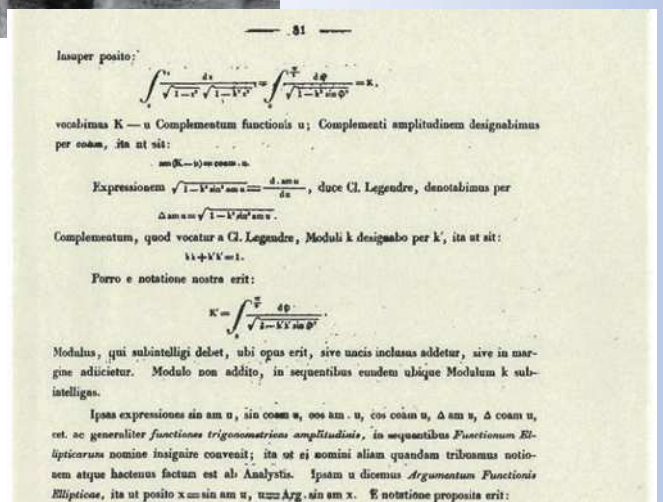 — 31 —
Insuper posito:
∫₀¹ dx / √(1−x²) √(1−k²x²) = ∫₀^(π/2) dφ / √(1−k² sin φ²) = K,
vocabimus K — u Complementum functionis u; Complementi amplitudinem designabimus
per coam, ita ut sit:
am (K−u) = coam . u.
Expressionem √(1−k² sin² am u) = d . am u / du, duce Cl. Legendre, denotabimus per
Δ am u = √(1−k² sin² am u).
Complementum, quod vocatur a Cl. Legendre, Moduli k designabo per k', ita ut sit:
kk + k'k' = 1.
Porro e notatione nostra erit:
K' = ∫₀^(π/2) dφ / √(1−k'k' sin φ²).
Modulus, qui subintelligi debet, ubi opus erit, sive uncis inclusus addetur, sive in mar-
gine adiicietur. Modulo non addito, in sequentibus eundem ubique Modulum k sub-
intelligas.
Ipsas expressiones sin am u, sin coam u, cos am . u, cos coam u, Δ am u, Δ coam u,
cet. ac generaliter functiones trigonometricas amplitudinis, in sequentibus Functionum El-
lipticarum nomine insignire convenit; ita ut ei nomini aliam quandam tribuamus notio-
nem atque hactenus factum est ab Analystis. Ipsam u dicemus Argumentum Functionis
Ellipticae, ita ut posito x = sin am u, u = Arg. sin am x. E notatione proposita erit: